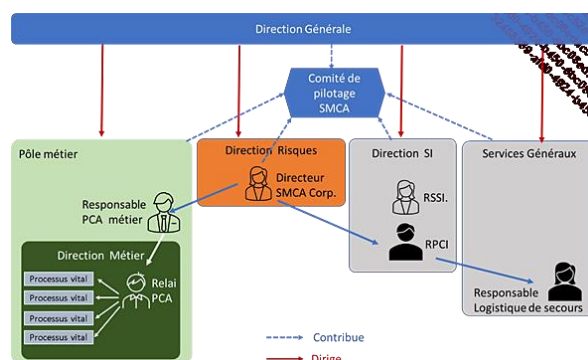 Direction Générale
Comité de
pilotage
SMCA
Pôle métier
Direction Risques
Direction SI
Services Généraux
Directeur
SMCA Corp.
Responsable
PCA métier
RSSI.
RPCI
Direction Métier
Relai
PCA
Processus vital
Processus vital
Processus vital
Processus vital
Responsable
Logistique de secours
Contribue
Dirige